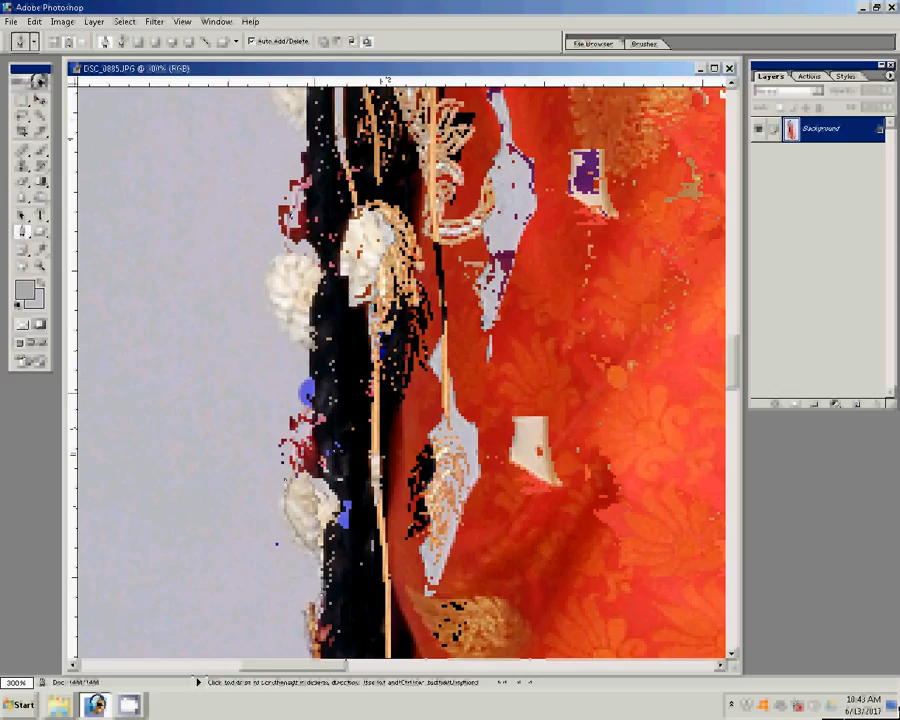 Adobe Photoshop
File Edit Image Layer Select Filter View Window Help
Auto Add/Delete
File Browser Brushes
DSC_0885.JPG @ 300% (RGB)
Layers Actions Styles
Background
300%
Start
10:43 AM
6/13/2017